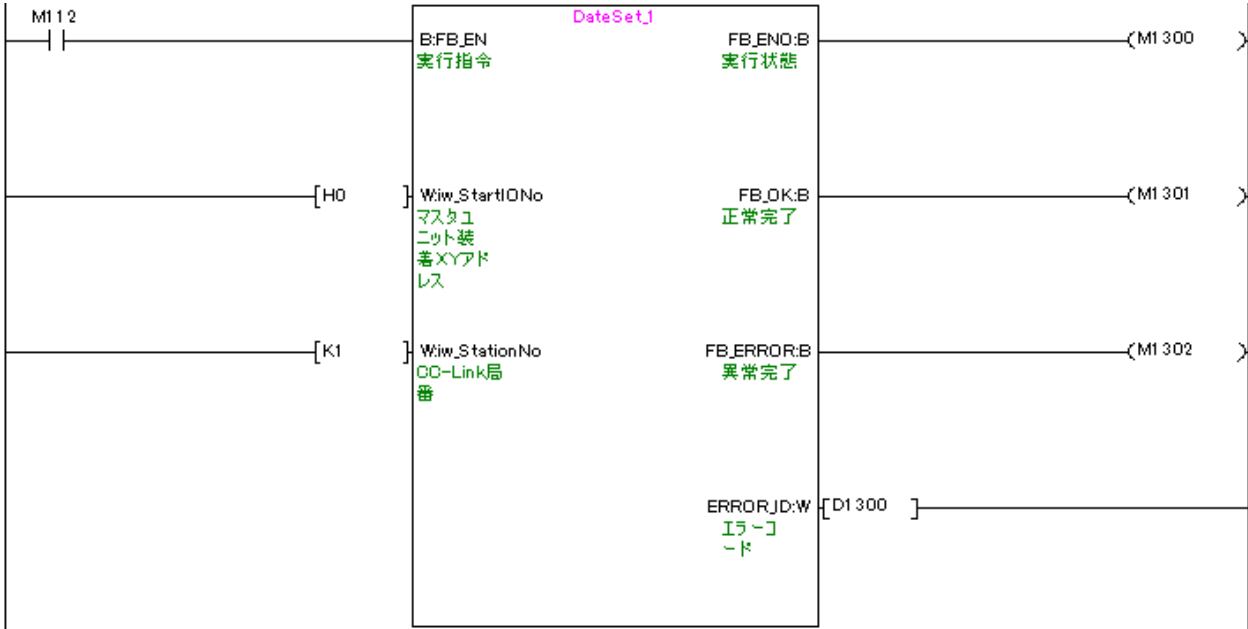 M112
DateSet_1
B:FB_EN
FB_ENO:B
(M1300 )
実行指令
実行状態
[H0 ]
W:iw_StartIONo
FB_OK:B
(M1301 )
マスタユ
ニット装
着XYアド
レス
正常完了
[K1 ]
W:iw_StationNo
FB_ERROR:B
(M1302 )
CC-Link局
番
異常完了
ERROR_ID:W
[D1300 ]
エラーコ
ード